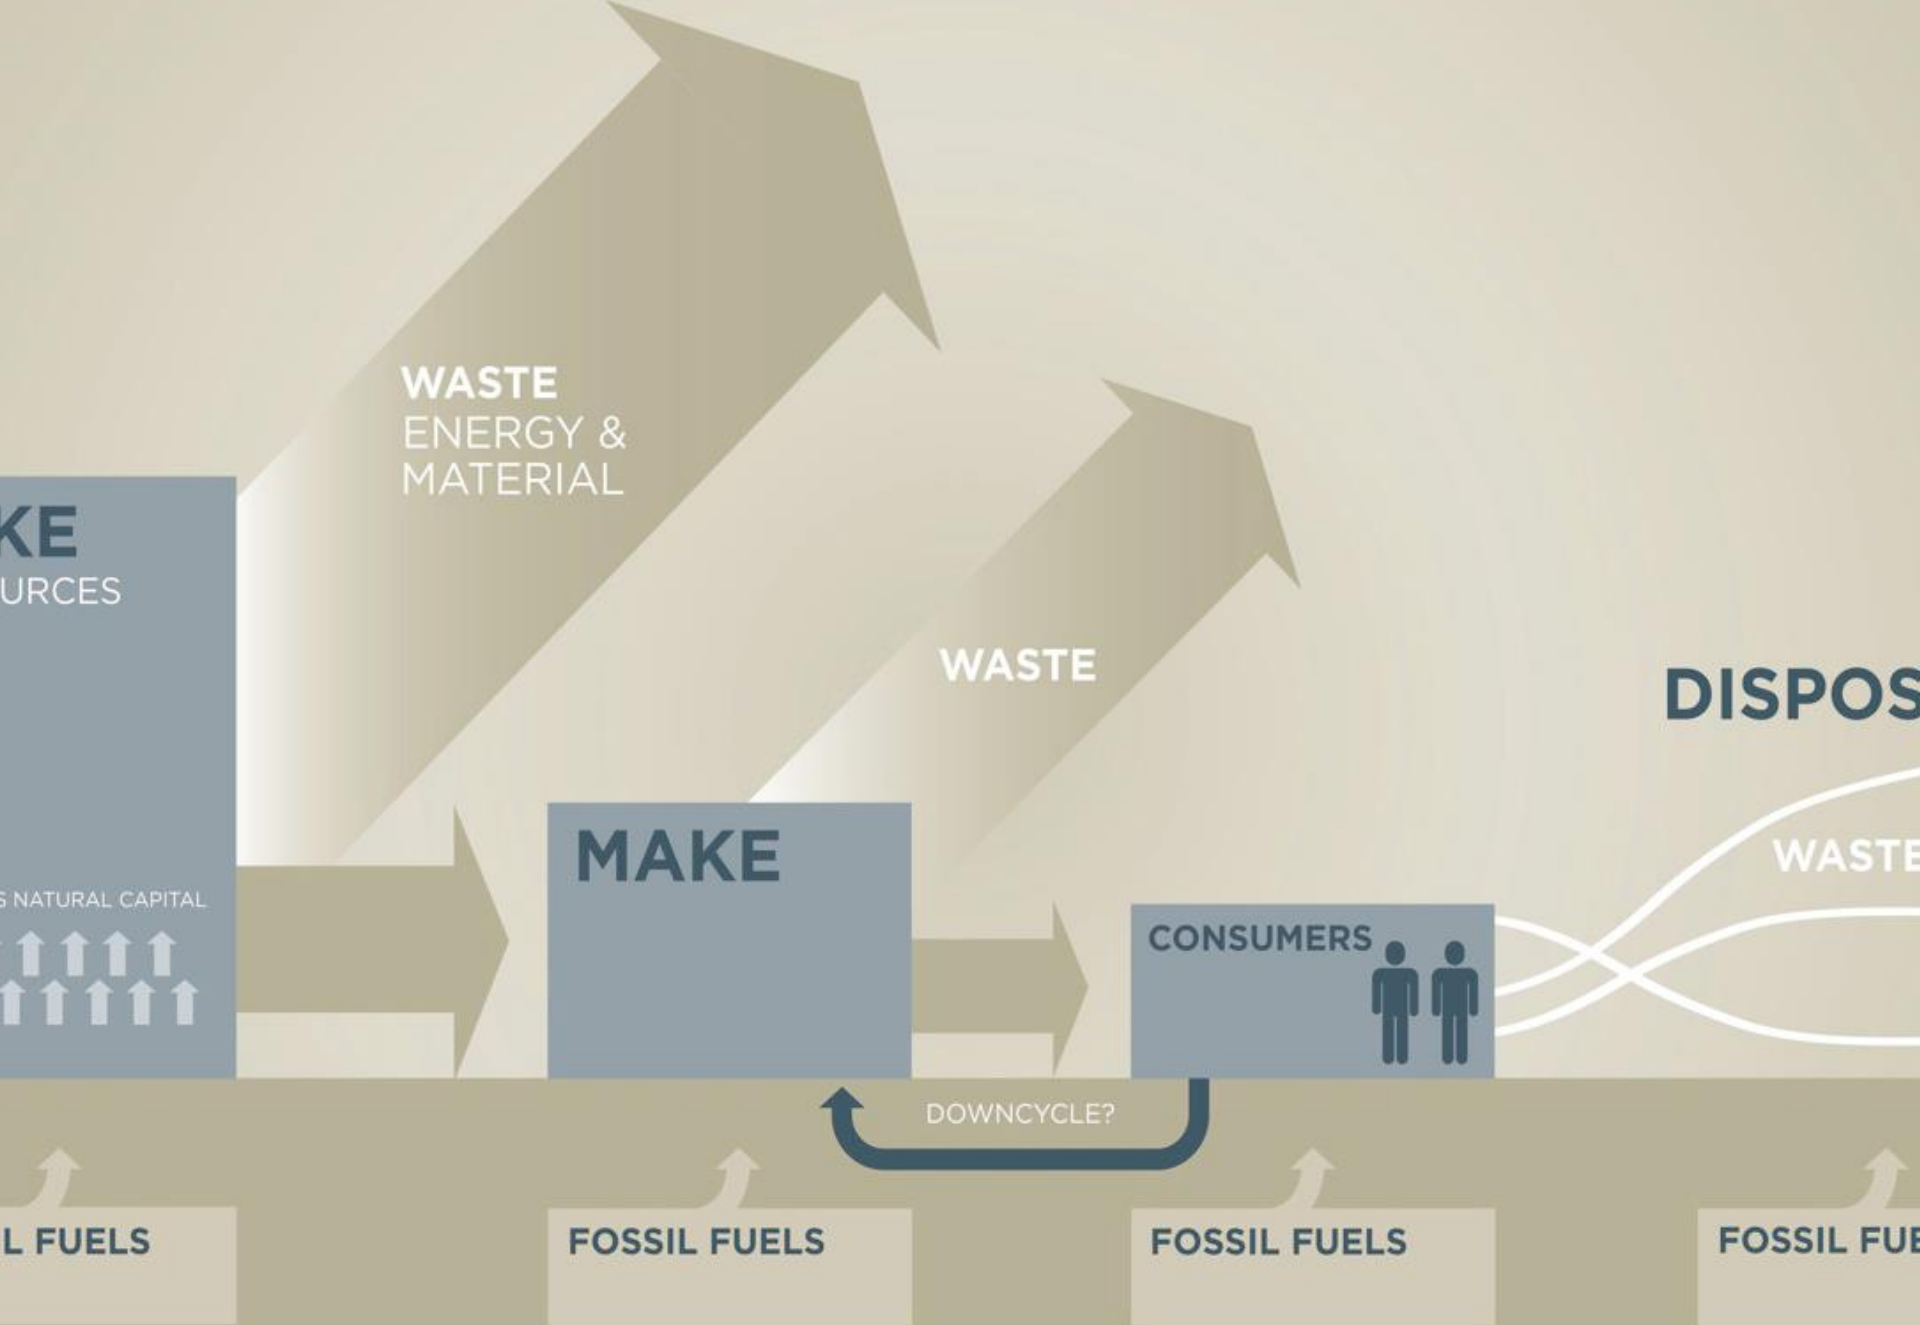 WASTE
ENERGY &
MATERIAL
KE
URCES
S NATURAL CAPITAL
WASTE
MAKE
CONSUMERS
DISPOS
WASTE
DOWNCYCLE?
L FUELS
FOSSIL FUELS
FOSSIL FUELS
FOSSIL FUE